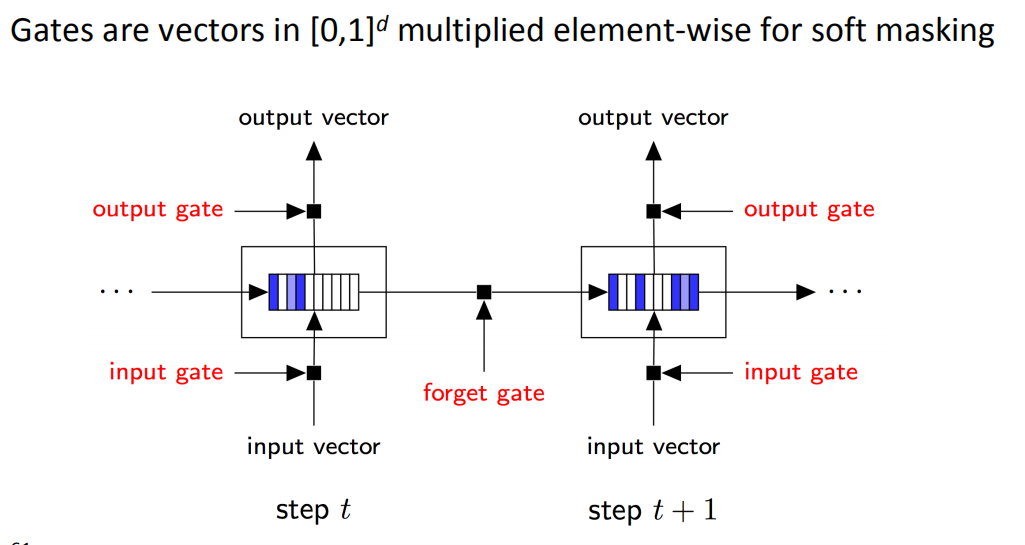 Gates are vectors in [0,1]ᵈ multiplied element-wise for soft masking
output vector output vector
output gate output gate
··· ···
input gate input gate
forget gate
input vector input vector
step t step t + 1